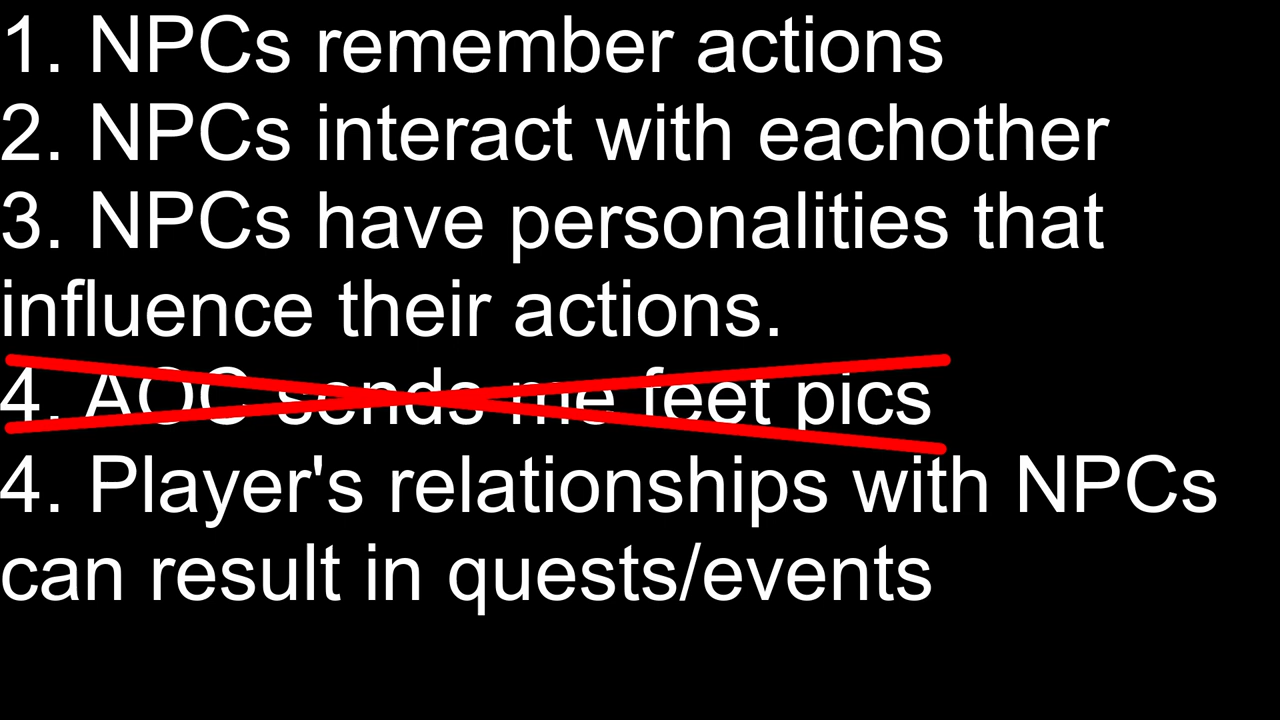 1. NPCs remember actions
2. NPCs interact with eachother
3. NPCs have personalities that
influence their actions.
4. AOC sends me feet pics
4. Player's relationships with NPCs
can result in quests/events